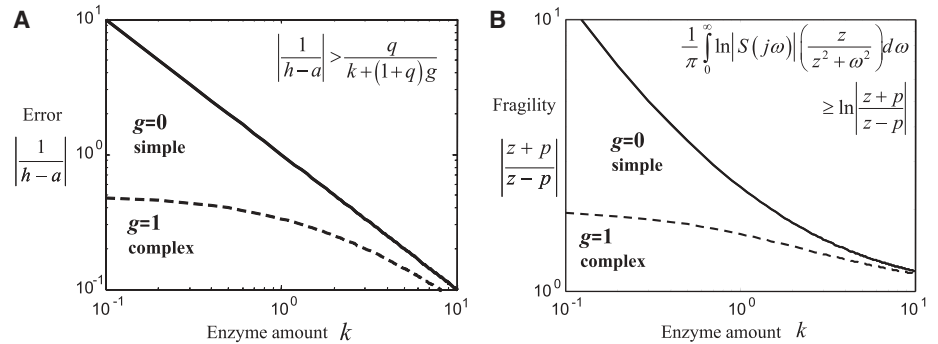 A
10^1
Error
|1/(h−a)|
10^0
10^-1
|1/(h−a)| > q/(k+(1+q)g)
g=0
simple
g=1
complex
10^-1
10^0
10^1
Enzyme amount k
B
10^1
Fragility
|(z+p)/(z−p)|
10^0
1/π ∫_0^∞ ln|S(jω)| (z/(z^2+ω^2)) dω
≥ ln|(z+p)/(z−p)|
g=0
simple
g=1
complex
10^-1
10^0
10^1
Enzyme amount k